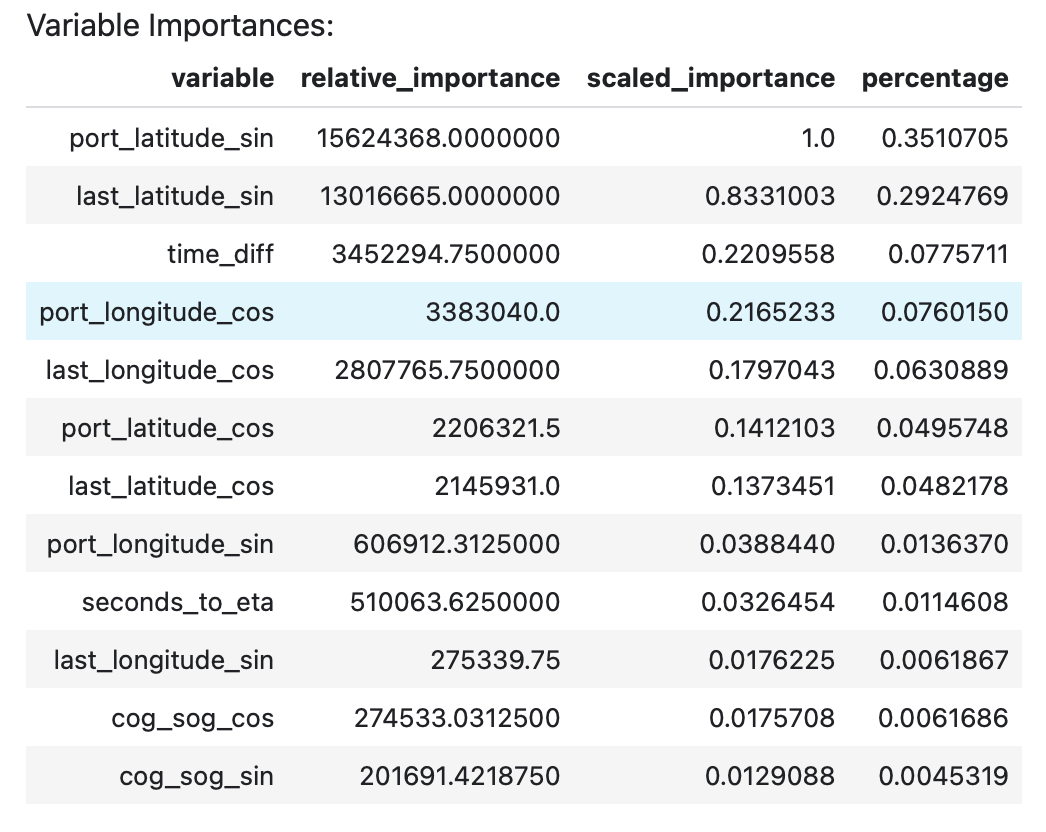 Variable Importances:
variable relative_importance scaled_importance percentage
port_latitude_sin 15624368.0000000 1.0 0.3510705
last_latitude_sin 13016665.0000000 0.8331003 0.2924769
time_diff 3452294.7500000 0.2209558 0.0775711
port_longitude_cos 3383040.0 0.2165233 0.0760150
last_longitude_cos 2807765.7500000 0.1797043 0.0630889
port_latitude_cos 2206321.5 0.1412103 0.0495748
last_latitude_cos 2145931.0 0.1373451 0.0482178
port_longitude_sin 606912.3125000 0.0388440 0.0136370
seconds_to_eta 510063.6250000 0.0326454 0.0114608
last_longitude_sin 275339.75 0.0176225 0.0061867
cog_sog_cos 274533.0312500 0.0175708 0.0061686
cog_sog_sin 201691.4218750 0.0129088 0.0045319